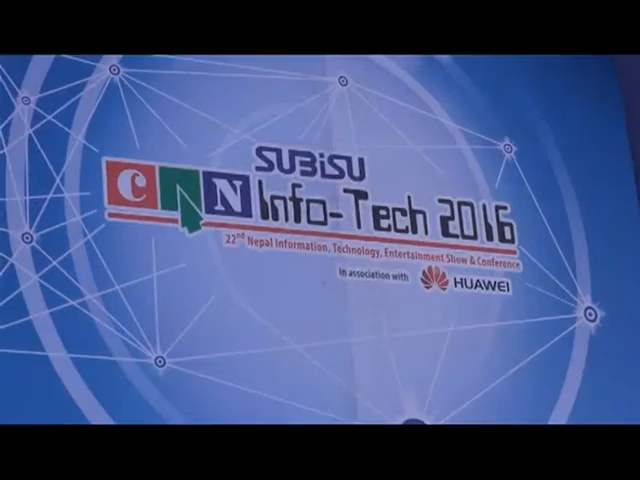 SUBiSU
CAN Info-Tech 2016
22nd Nepal Information, Technology, Entertainment Show & Conference
In association with HUAWEI